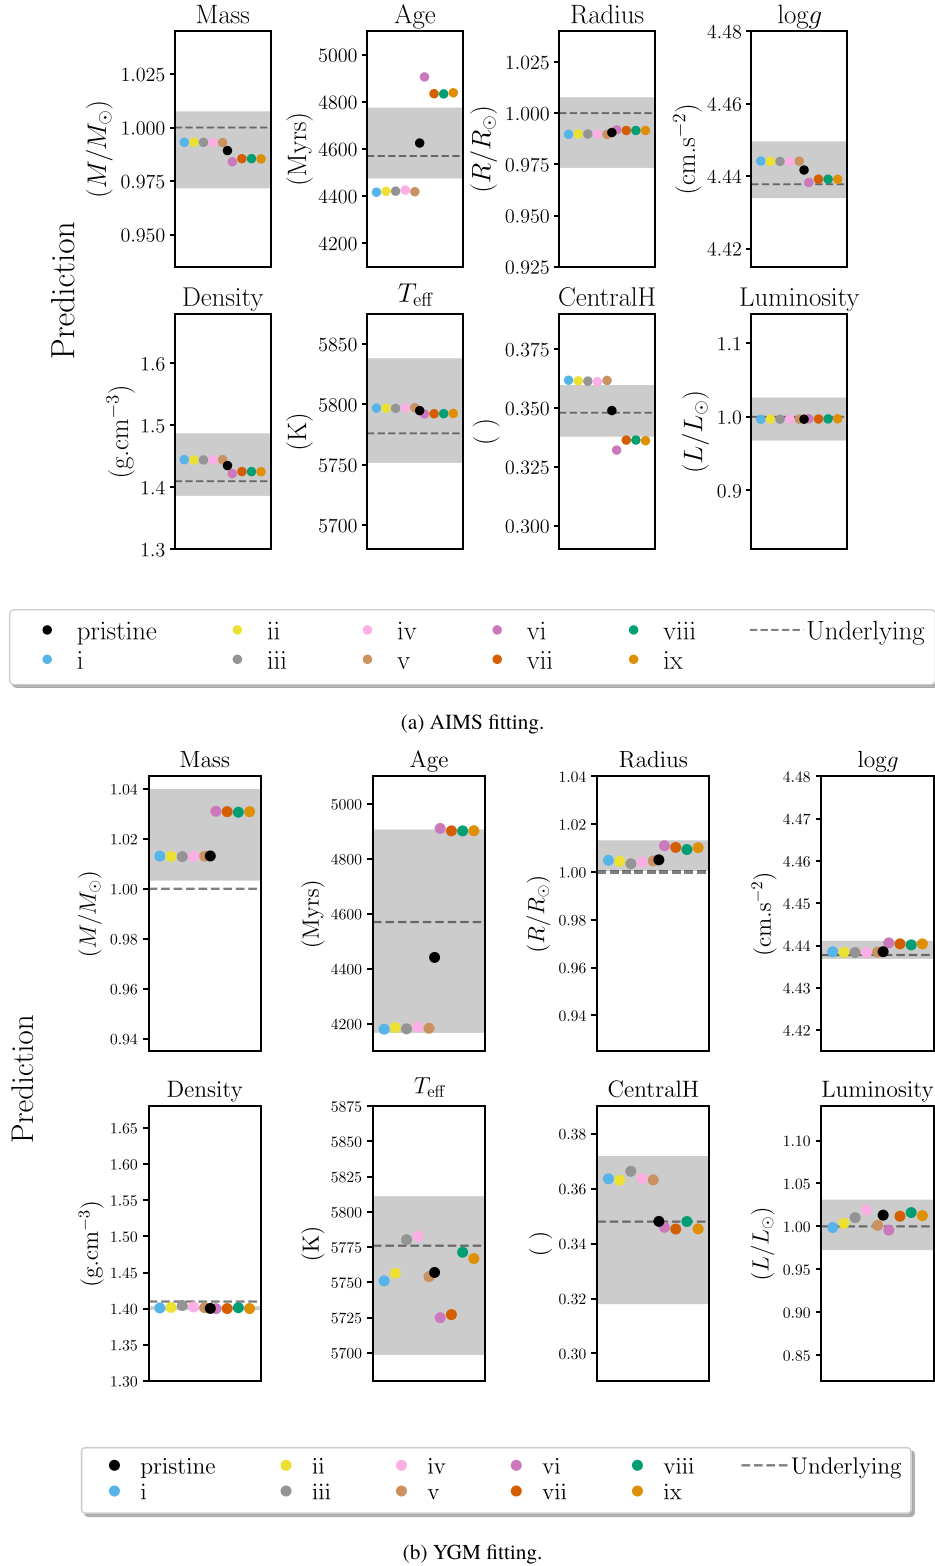 Mass Age Radius logg
1.025 5000 1.025 4.48
1.000 4800 1.000 4.46
0.975 4600 0.975 4.44
0.950 4400 0.950 4.42
4200 0.925
(M/M⊙) (Myrs) (R/R⊙) (cm.s⁻²)
Prediction
Density Teff CentralH Luminosity
1.6 5850 0.375 1.1
1.5 5800 0.350 1.0
1.4 5750 0.325 0.9
1.3 5700 0.300
(g.cm⁻³) (K) () (L/L⊙)
pristine ii iv vi viii Underlying
i iii v vii ix
(a) AIMS fitting.
Mass Age Radius logg
1.04 5000 1.04 4.48
1.02 4800 1.02 4.47
1.00 4600 1.00 4.46
0.98 4400 0.98 4.45
0.96 4200 0.96 4.44
0.94 0.94 4.43
4.42
(M/M⊙) (Myrs) (R/R⊙) (cm.s⁻²)
Prediction
Density Teff CentralH Luminosity
1.65 5875 0.38 1.10
1.60 5850 0.36 1.05
1.55 5825 0.34 1.00
1.50 5800 0.32 0.95
1.45 5775 0.30 0.90
1.40 5750 0.85
1.35 5725
1.30 5700
(g.cm⁻³) (K) () (L/L⊙)
pristine ii iv vi viii Underlying
i iii v vii ix
(b) YGM fitting.